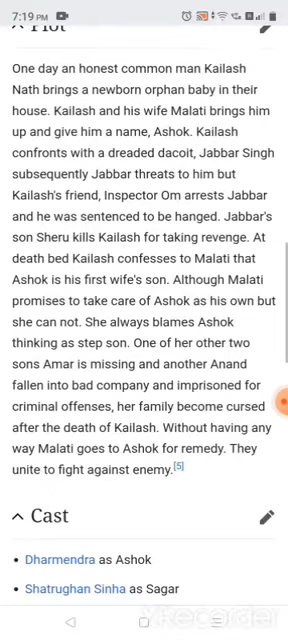 7:19 PM
Plot
One day an honest common man Kailash
Nath brings a newborn orphan baby in their
house. Kailash and his wife Malati brings him
up and give him a name, Ashok. Kailash
confronts with a dreaded dacoit, Jabbar Singh
subsequently Jabbar threats to him but
Kailash's friend, Inspector Om arrests Jabbar
and he was sentenced to be hanged. Jabbar's
son Sheru kills Kailash for taking revenge. At
death bed Kailash confesses to Malati that
Ashok is his first wife's son. Although Malati
promises to take care of Ashok as his own but
she can not. She always blames Ashok
thinking as step son. One of her other two
sons Amar is missing and another Anand
fallen into bad company and imprisoned for
criminal offenses, her family become cursed
after the death of Kailash. Without having any
way Malati goes to Ashok for remedy. They
unite to fight against enemy.[5]
Cast
• Dharmendra as Ashok
• Shatrughan Sinha as Sagar
XRecorder